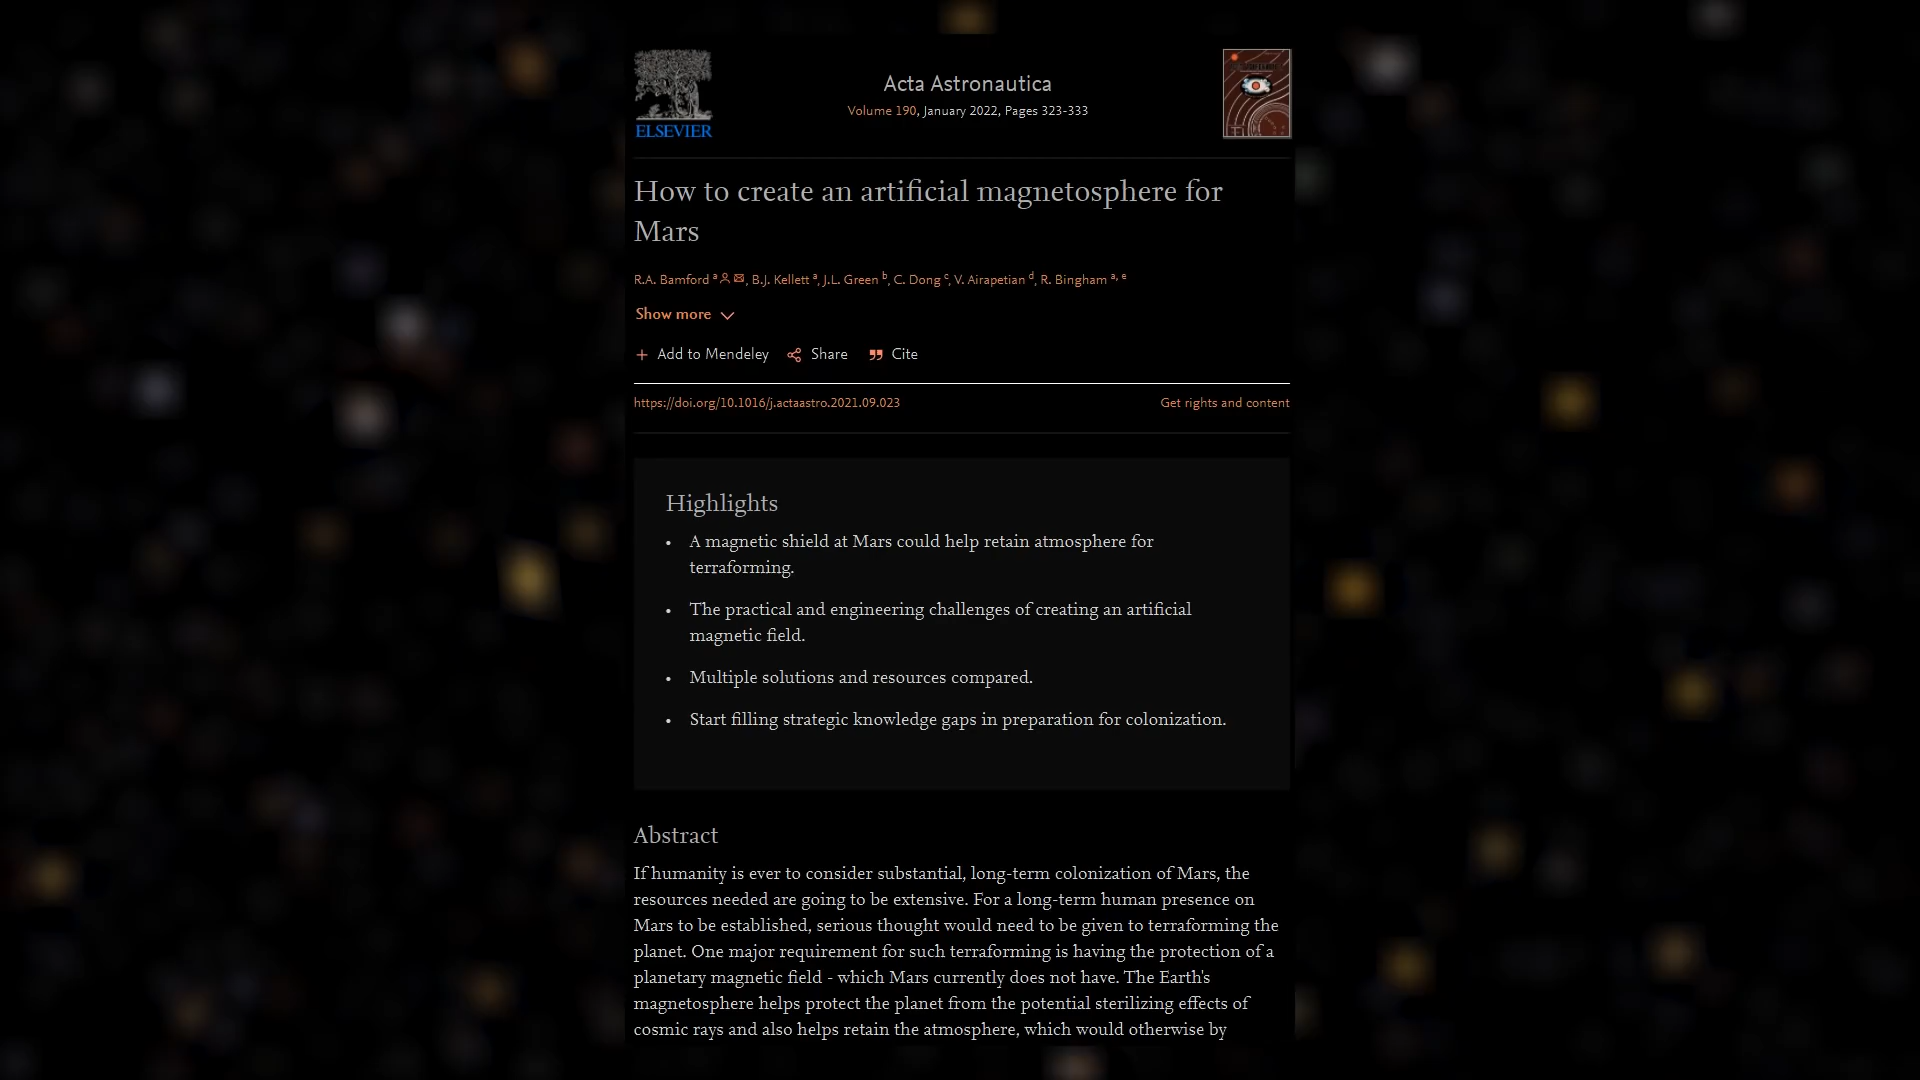 ELSEVIER
Acta Astronautica
Volume 190, January 2022, Pages 323-333
How to create an artificial magnetosphere for
Mars
R.A. Bamford a, B.J. Kellett a, J.L. Green b, C. Dong c, V. Airapetian d, R. Bingham a, e
Show more
+ Add to Mendeley Share Cite
https://doi.org/10.1016/j.actaastro.2021.09.023 Get rights and content
Highlights
• A magnetic shield at Mars could help retain atmosphere for
terraforming.
• The practical and engineering challenges of creating an artificial
magnetic field.
• Multiple solutions and resources compared.
• Start filling strategic knowledge gaps in preparation for colonization.
Abstract
If humanity is ever to consider substantial, long-term colonization of Mars, the
resources needed are going to be extensive. For a long-term human presence on
Mars to be established, serious thought would need to be given to terraforming the
planet. One major requirement for such terraforming is having the protection of a
planetary magnetic field - which Mars currently does not have. The Earth's
magnetosphere helps protect the planet from the potential sterilizing effects of
cosmic rays and also helps retain the atmosphere, which would otherwise by